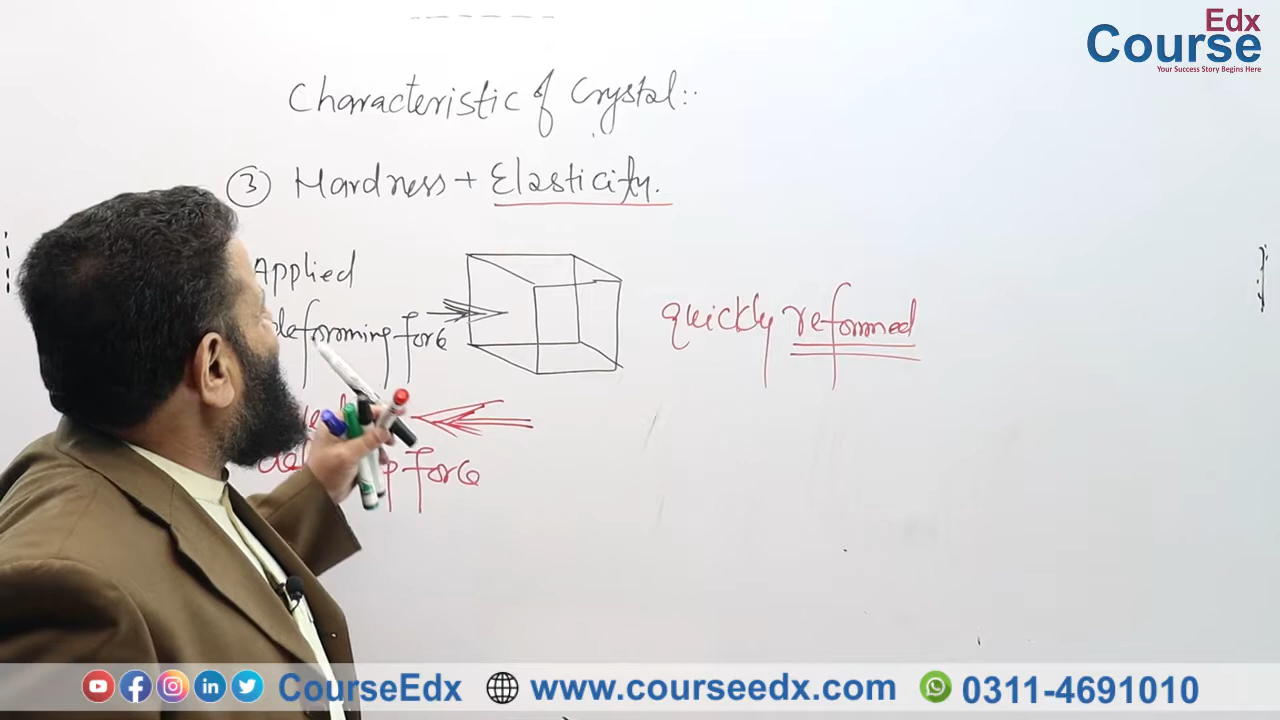 Edx
Course
Your Success Story Begins Here
Characteristic of Crystal:-
③ Hardness + Elasticity.
Applied
deforming force
quickly reformed
force
CourseEdx www.courseedx.com 0311-4691010